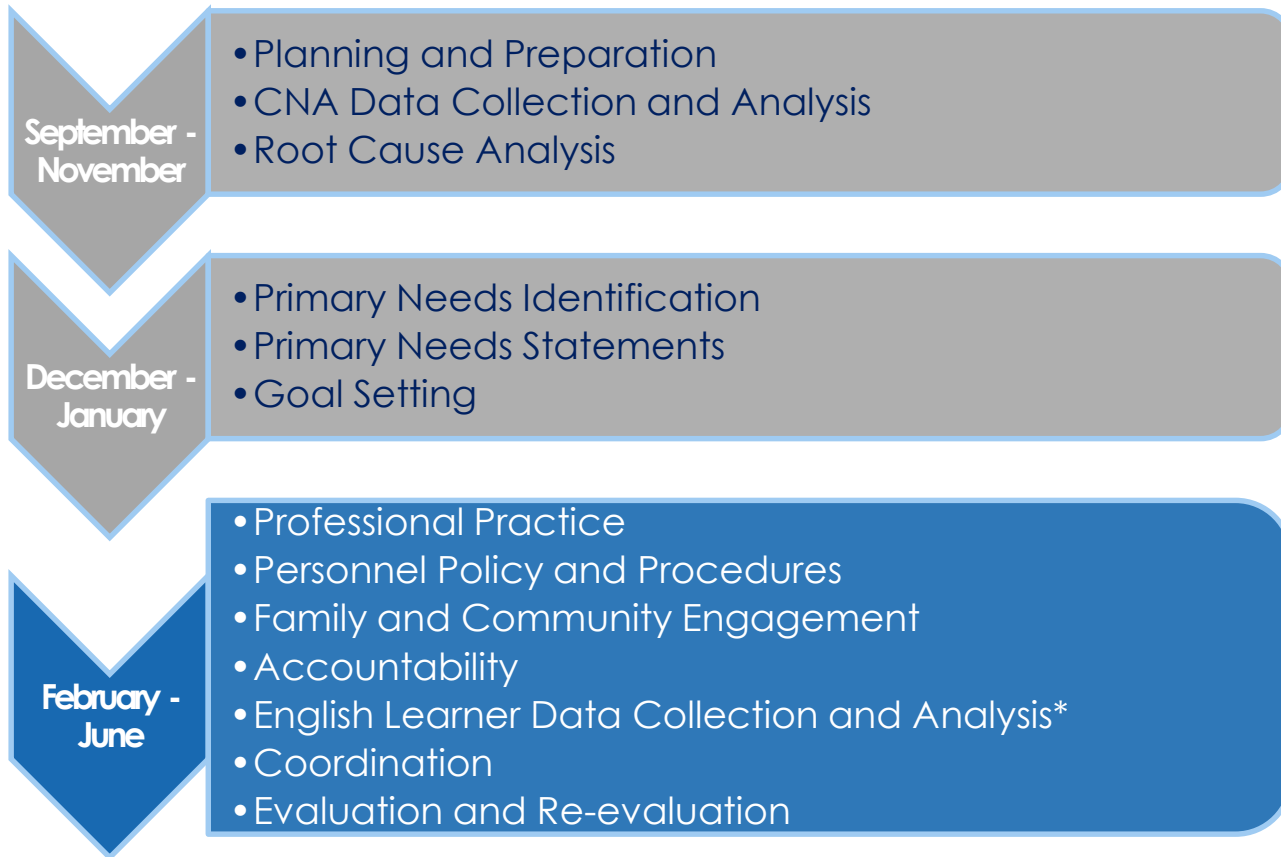 September -
November
• Planning and Preparation
• CNA Data Collection and Analysis
• Root Cause Analysis
December -
January
• Primary Needs Identification
• Primary Needs Statements
• Goal Setting
February -
June
• Professional Practice
• Personnel Policy and Procedures
• Family and Community Engagement
• Accountability
• English Learner Data Collection and Analysis*
• Coordination
• Evaluation and Re-evaluation